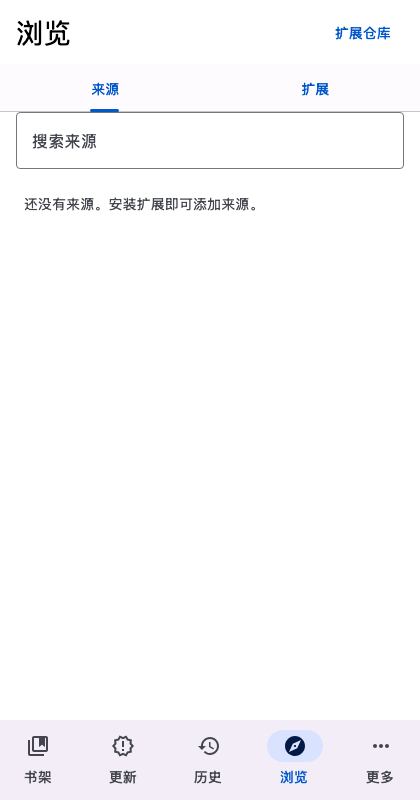 浏览
扩展仓库
来源
扩展
搜索来源
还没有来源。安装扩展即可添加来源。
书架
更新
历史
浏览
更多